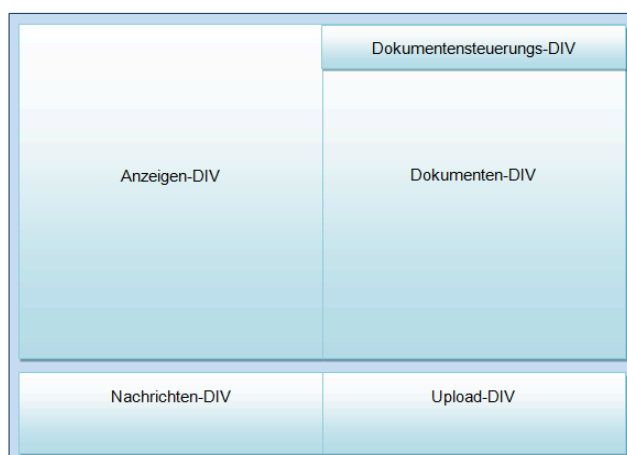 Dokumentensteuerungs-DIV
Anzeigen-DIV
Dokumenten-DIV
Nachrichten-DIV
Upload-DIV